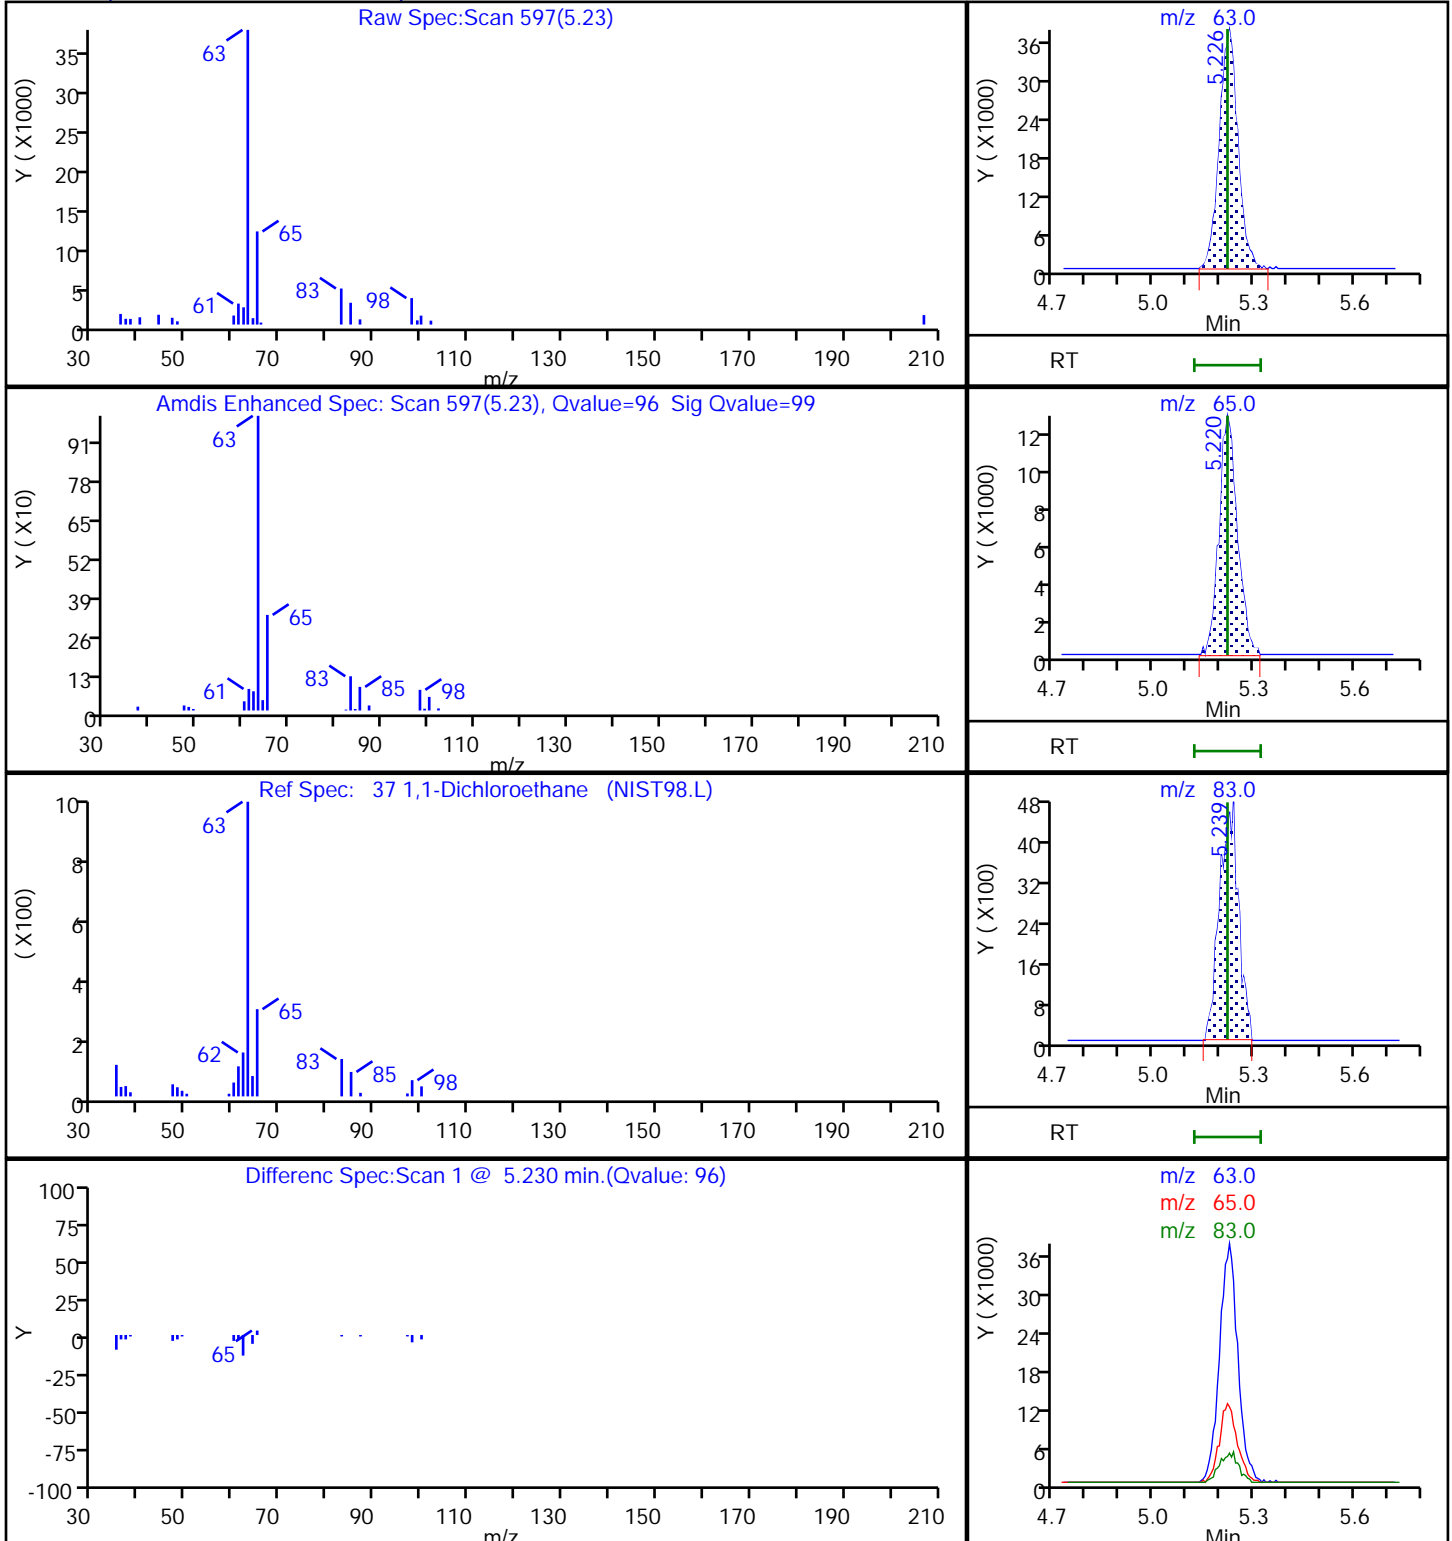 Raw Spec:Scan 597(5.23)
Y ( X1000)
35
30
25
20
15
10
5
0
63
65
61
83
98
30 50 70 90 110 130 150 170 190 210
m/z
m/z 63.0
Y ( X1000)
36
30
24
18
12
6
0
5.226
4.7 5.0 5.3 5.6
Min
RT
Amdis Enhanced Spec: Scan 597(5.23), Qvalue=96 Sig Qvalue=99
Y ( X10)
91
78
65
52
39
26
13
0
63
65
61
83
85
98
30 50 70 90 110 130 150 170 190 210
m/z
m/z 65.0
Y ( X1000)
12
10
8
6
4
2
0
5.220
4.7 5.0 5.3 5.6
Min
RT
Ref Spec: 37 1,1-Dichloroethane (NIST98.L)
( X100)
10
8
6
4
2
0
63
65
62
83
85
98
30 50 70 90 110 130 150 170 190 210
m/z 83.0
Y ( X100)
48
40
32
24
16
8
0
5.239
4.7 5.0 5.3 5.6
Min
RT
Differenc Spec:Scan 1 @ 5.230 min.(Qvalue: 96)
Y
100
75
50
25
0
-25
-50
-75
-100
65
30 50 70 90 110 130 150 170 190 210
m/z
m/z 63.0
m/z 65.0
m/z 83.0
Y ( X1000)
36
30
24
18
12
6
0
4.7 5.0 5.3 5.6
Min